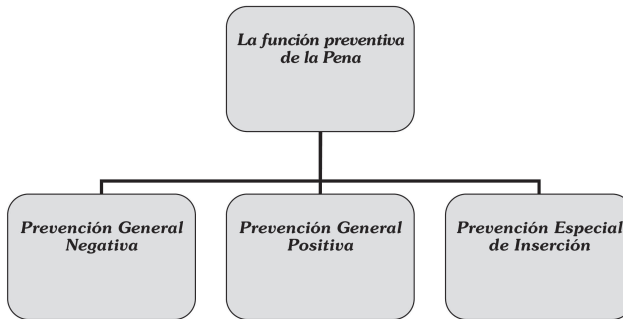 La función preventiva
de la Pena
Prevención General
Negativa
Prevención General
Positiva
Prevención Especial
de Inserción